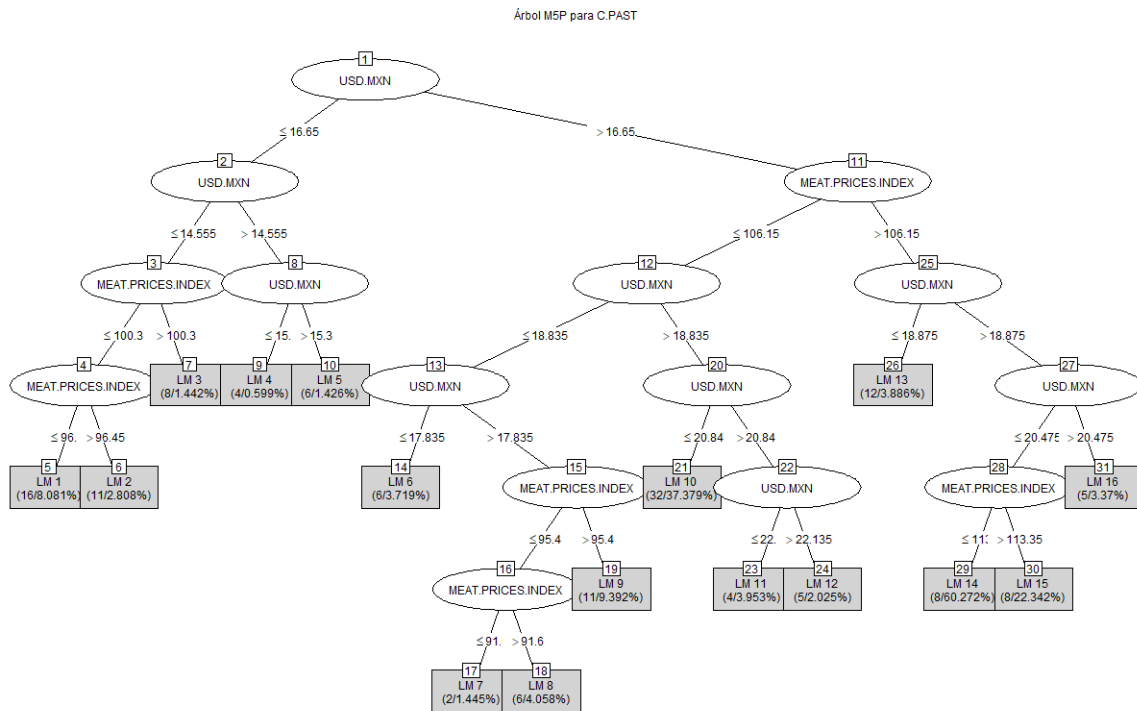 Árbol M5P para C.PAST
1
USD.MXN
≤ 16.65
> 16.65
2
USD.MXN
11
MEAT.PRICES.INDEX
≤ 14.555
> 14.555
≤ 106.15
> 106.15
3
MEAT.PRICES.INDEX
8
USD.MXN
12
USD.MXN
25
USD.MXN
≤ 100.3
> 100.3
≤ 15.
> 15.3
≤ 18.835
> 18.835
≤ 18.875
> 18.875
4
MEAT.PRICES.INDEX
7
LM 3
(8/1.442%)
9
LM 4
(4/0.599%)
10
LM 5
(6/1.426%)
13
USD.MXN
20
USD.MXN
26
LM 13
(12/3.886%)
27
USD.MXN
≤ 96.
> 96.45
≤ 17.835
> 17.835
≤ 20.84
> 20.84
≤ 20.475
> 20.475
5
LM 1
(16/8.081%)
6
LM 2
(11/2.808%)
14
LM 6
(6/3.719%)
15
MEAT.PRICES.INDEX
21
LM 10
(32/37.379%)
22
USD.MXN
28
MEAT.PRICES.INDEX
31
LM 16
(5/3.37%)
≤ 95.4
> 95.4
≤ 22.
> 22.135
> 113.35
16
MEAT.PRICES.INDEX
19
LM 9
(11/9.392%)
23
LM 11
(4/3.953%)
24
LM 12
(5/2.025%)
29
LM 14
(8/60.272%)
30
LM 15
(8/22.342%)
≤ 91.
> 91.6
17
LM 7
(2/1.445%)
18
LM 8
(6/4.058%)